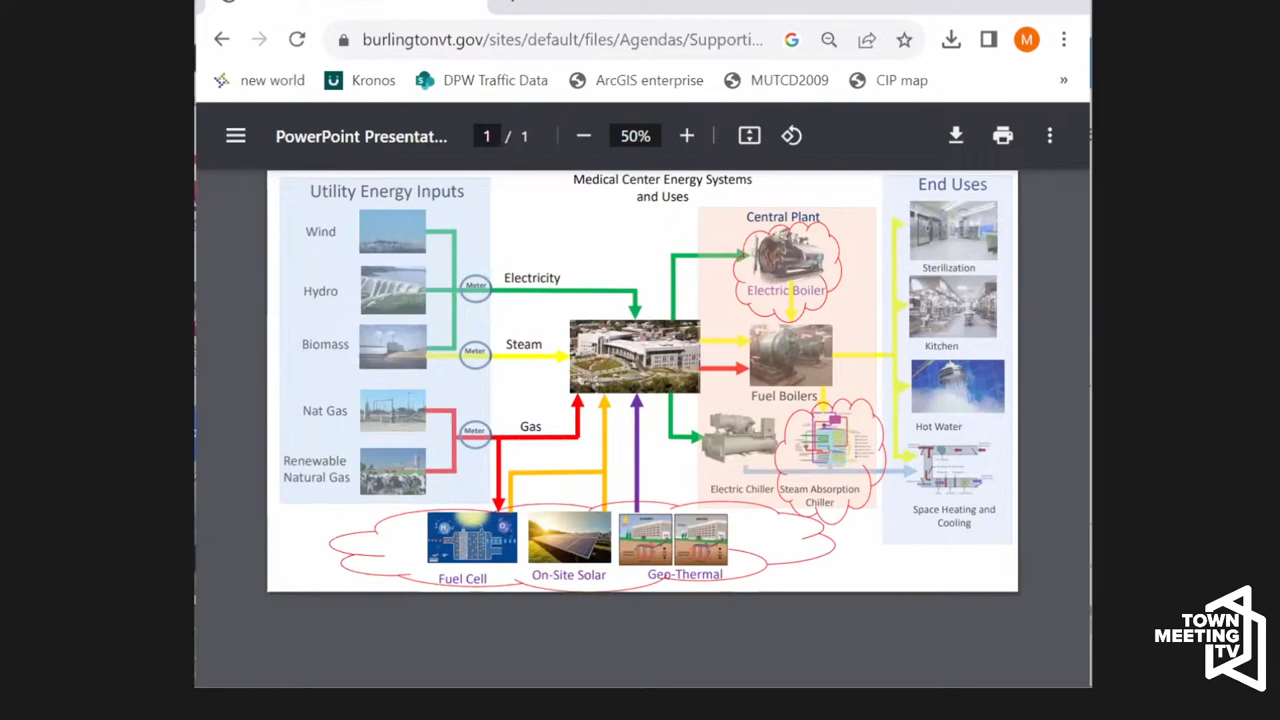 burlingtonvt.gov/sites/default/files/Agendas/Supporti...
M
new world
Kronos
DPW Traffic Data
ArcGIS enterprise
MUTCD2009
CIP map
»
PowerPoint Presentat...
1 / 1
50%
Medical Center Energy Systems
and Uses
Utility Energy Inputs
Wind
Hydro
Biomass
Nat Gas
Renewable
Natural Gas
Meter
Meter
Meter
Electricity
Steam
Gas
Central Plant
Electric Boiler
Fuel Boilers
Electric Chiller
Steam Absorption
Chiller
End Uses
Sterilization
Kitchen
Hot Water
Space Heating and
Cooling
Fuel Cell
On-Site Solar
Geo-Thermal
TOWN
MEETING
TV